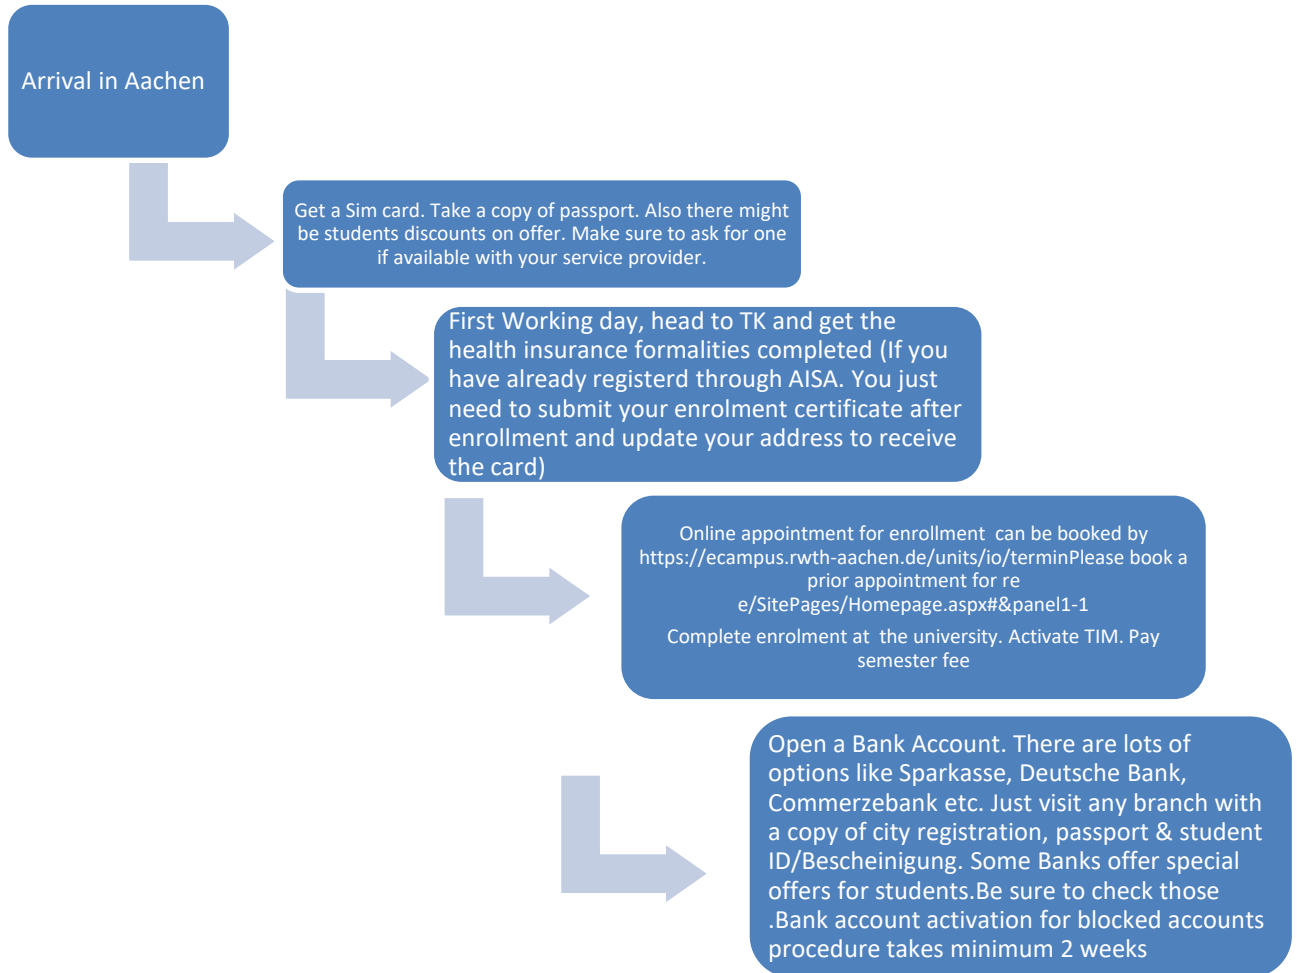 Arrival in Aachen
Get a Sim card. Take a copy of passport. Also there might
be students discounts on offer. Make sure to ask for one
if available with your service provider.
First Working day, head to TK and get the
health insurance formalities completed (If you
have already registerd through AISA. You just
need to submit your enrolment certificate after
enrollment and update your address to receive
the card)
Online appointment for enrollment can be booked by
https://ecampus.rwth-aachen.de/units/io/terminPlease book a
prior appointment for re
e/SitePages/Homepage.aspx#&panel1-1
Complete enrolment at the university. Activate TIM. Pay
semester fee
Open a Bank Account. There are lots of
options like Sparkasse, Deutsche Bank,
Commerzebank etc. Just visit any branch with
a copy of city registration, passport & student
ID/Bescheinigung. Some Banks offer special
offers for students.Be sure to check those
.Bank account activation for blocked accounts
procedure takes minimum 2 weeks